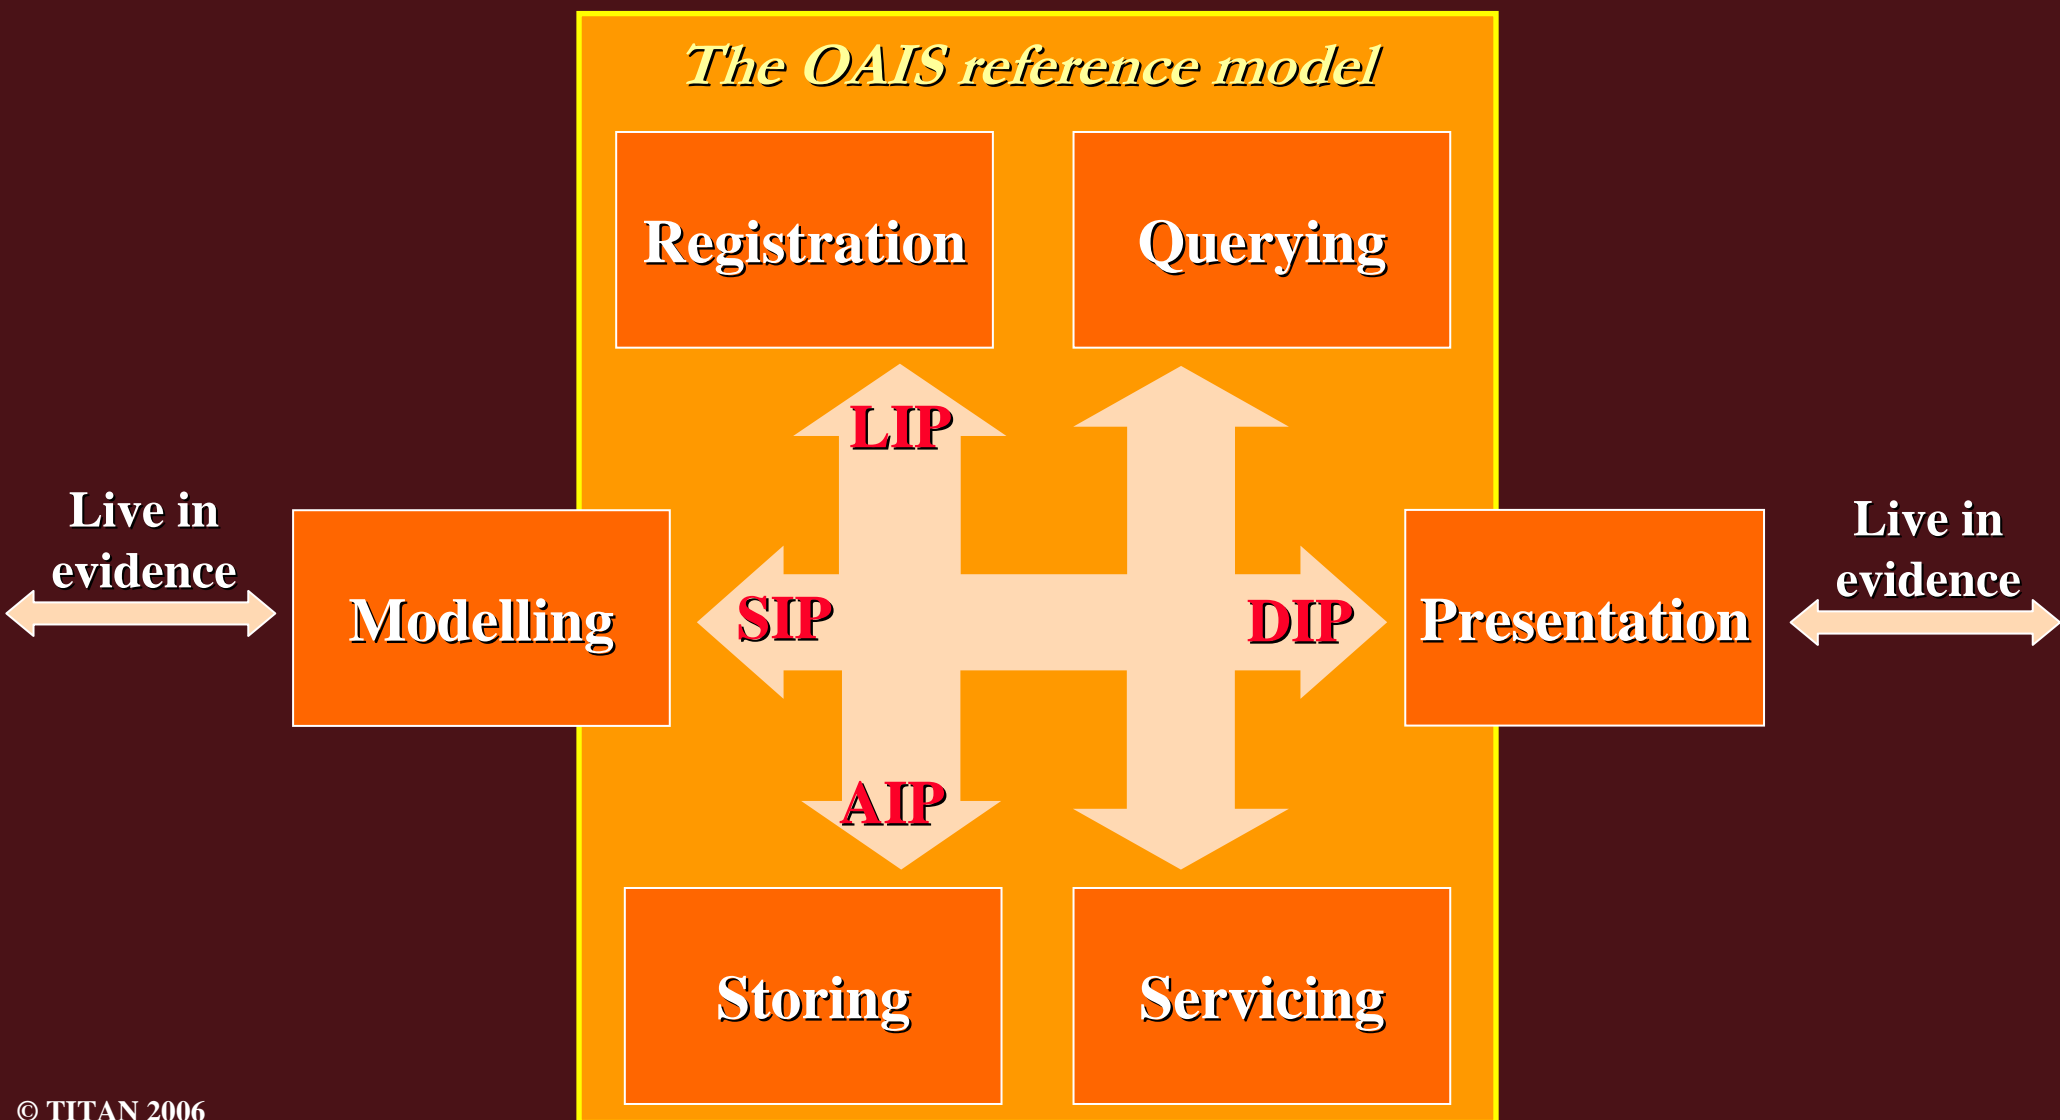 The OAIS reference model
Registration
Querying
LIP
Live in
evidence
Modelling
SIP
DIP
Presentation
Live in
evidence
AIP
Storing
Servicing
© TITAN 2006